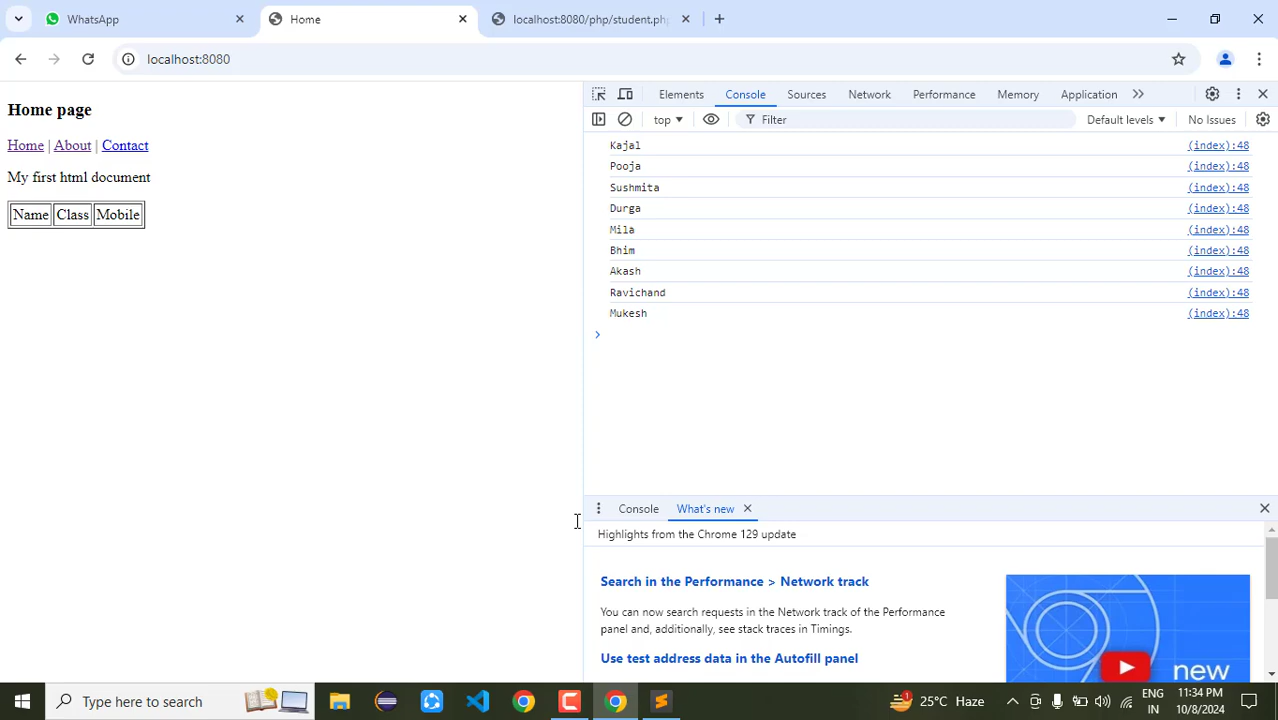 WhatsApp
Home
localhost:8080/php/student.php
localhost:8080
Home page
Home | About | Contact
My first html document
Name Class Mobile
Elements Console Sources Network Performance Memory Application
top Filter Default levels No Issues
Kajal (index):48
Pooja (index):48
Sushmita (index):48
Durga (index):48
Mila (index):48
Bhim (index):48
Akash (index):48
Ravichand (index):48
Mukesh (index):48
Console What's new
Highlights from the Chrome 129 update
Search in the Performance > Network track
You can now search requests in the Network track of the Performance
panel and, additionally, see stack traces in Timings.
Use test address data in the Autofill panel
new
Type here to search
1
25°C Haze
ENG
IN
11:34 PM
10/8/2024